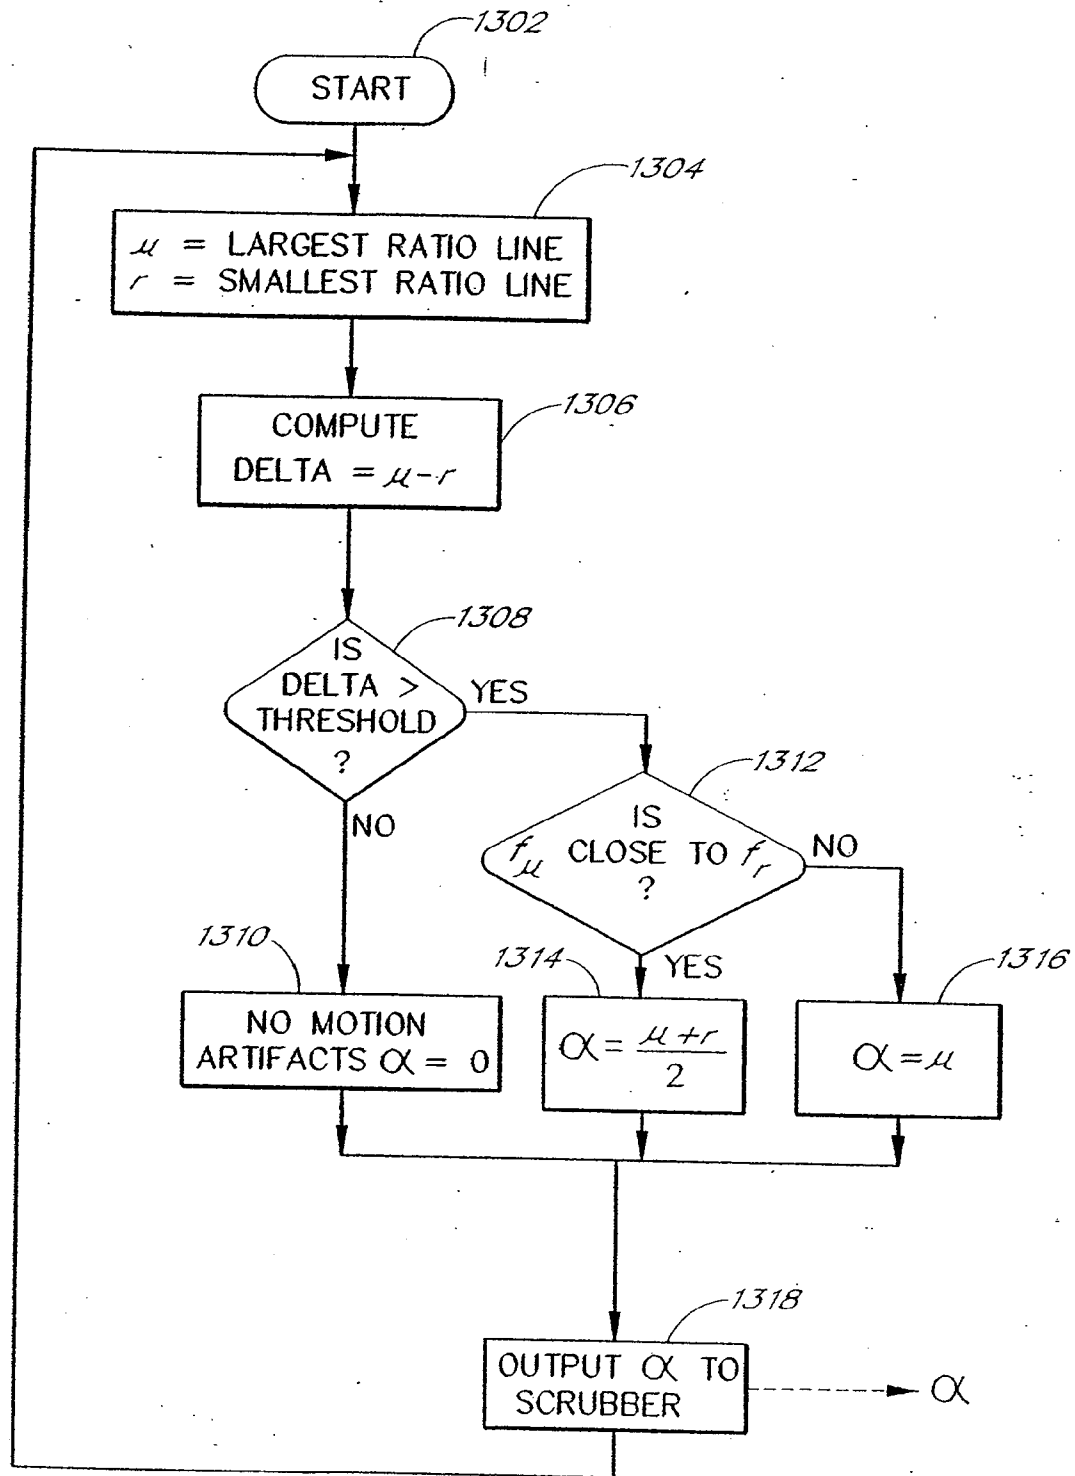 1302
START
1304
μ = LARGEST RATIO LINE
r = SMALLEST RATIO LINE
1306
COMPUTE
DELTA = μ-r
1308
IS
DELTA >
THRESHOLD
?
YES
NO
1312
IS
fμ CLOSE TO fr
?
NO
YES
1310
NO MOTION
ARTIFACTS α = 0
1314
α = (μ+r)/2
1316
α = μ
1318
OUTPUT α TO
SCRUBBER
α